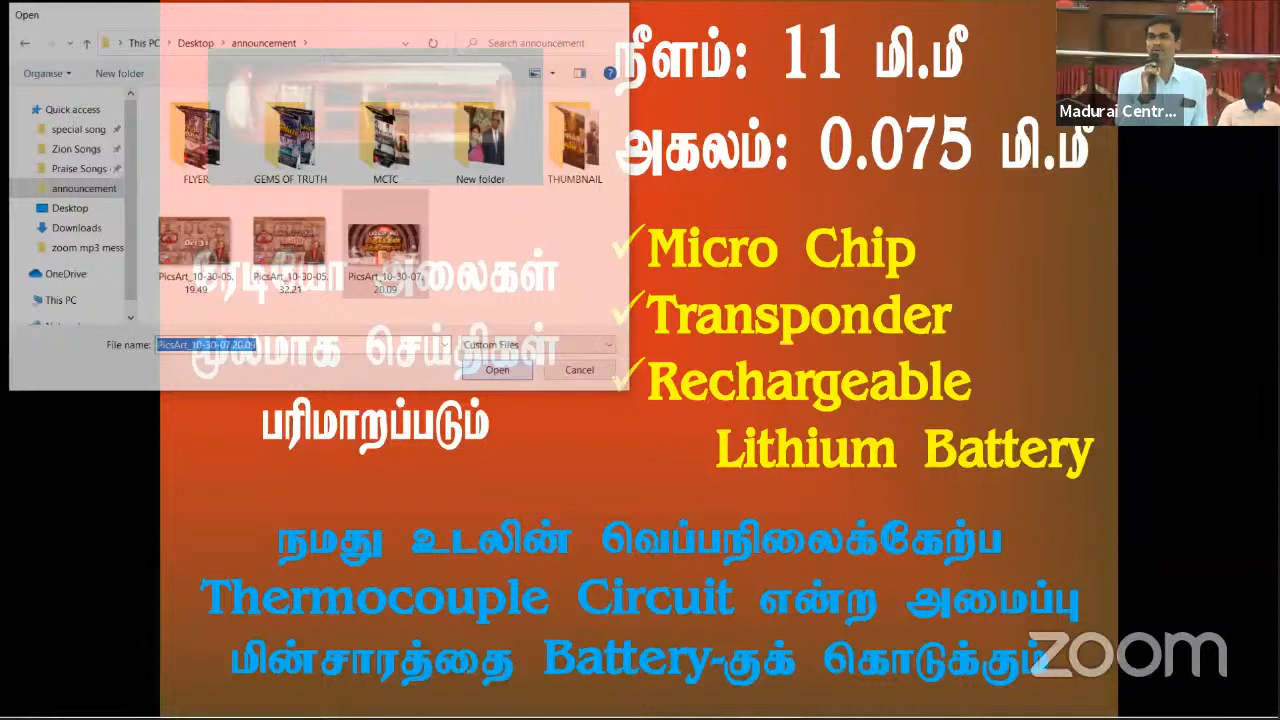 Open
This PC > Desktop > announcement
Search announcement
Organise
New folder
Quick access
special song
Zion Songs
Praise Songs
announcement
Desktop
Downloads
zoom mp3 mess
OneDrive
This PC
FLYER
GEMS OF TRUTH
MCTC
New folder
THUMBNAIL
PicsArt_10-30-05.
19.49
PicsArt_10-30-05.
32.21
PicsArt_10-30-07.
20.09
File name:
PicsArt_10-30-07.20.09
Custom Files
Open
Cancel
நீளம்: 11 மி.மீ
அகலம்: 0.075 மி.மீ
✓Micro Chip
✓Transponder
✓Rechargeable
Lithium Battery
ரேடியோ அலைகள்
மூலமாக செய்திகள்
பரிமாறப்படும்
நமது உடலின் வெப்பநிலைக்கேற்ப
Thermocouple Circuit என்ற அமைப்பு
மின்சாரத்தை Battery-குக் கொடுக்கும்
Madurai Centr...
zoom